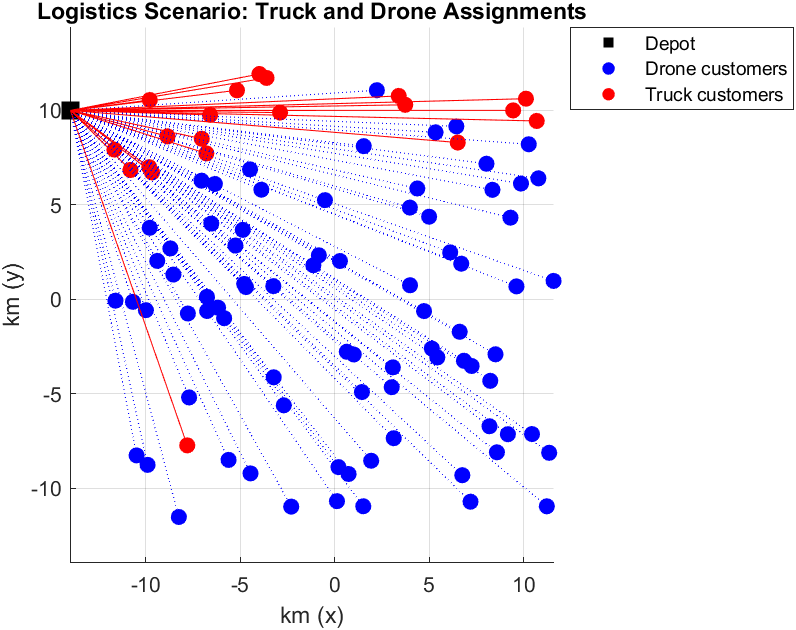 Logistics Scenario: Truck and Drone Assignments
Depot
Drone customers
Truck customers
10
5
0
-5
-10
km (y)
-10
-5
0
5
10
km (x)